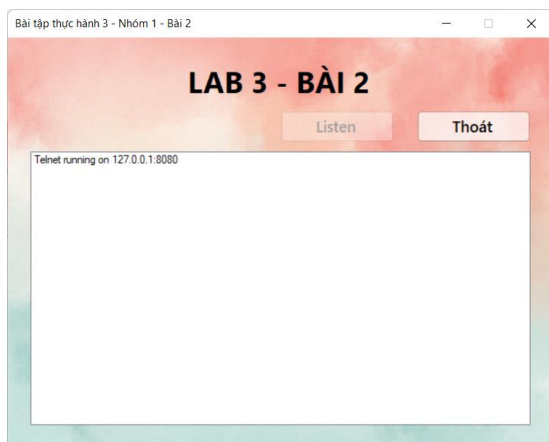 Bài tập thực hành 3 - Nhóm 1 - Bài 2
LAB 3 - BÀI 2
Listen
Thoát
Telnet running on 127.0.0.1:8080